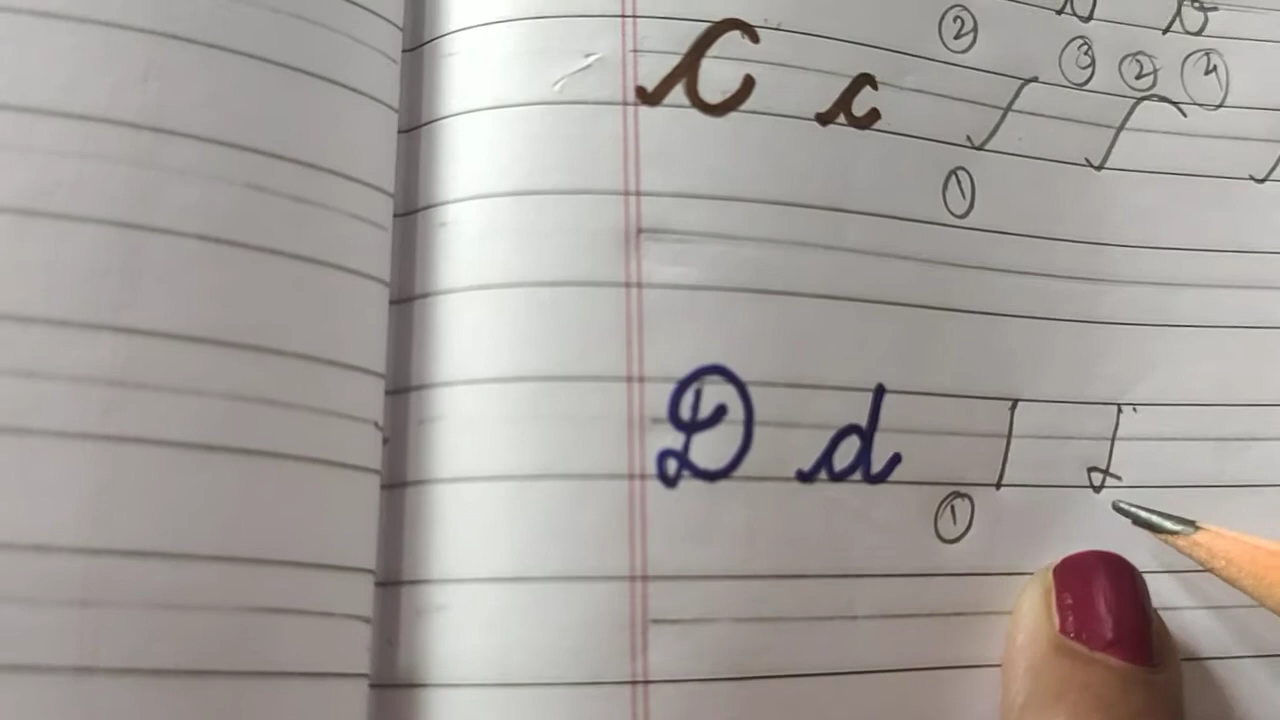 ② ③ ② ④
C c
①
D d
①